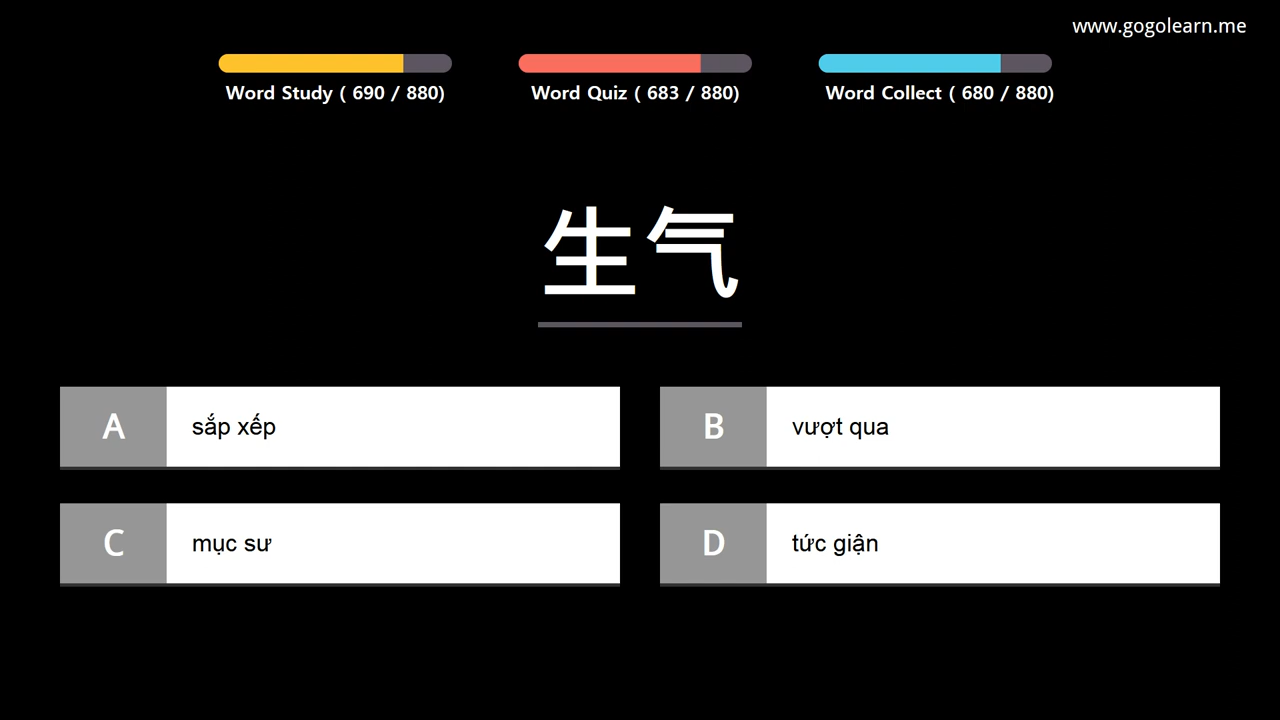 www.gogolearn.me
Word Study ( 690 / 880)
Word Quiz ( 683 / 880)
Word Collect ( 680 / 880)
生气
A
sắp xếp
B
vượt qua
C
mục sư
D
tức giận